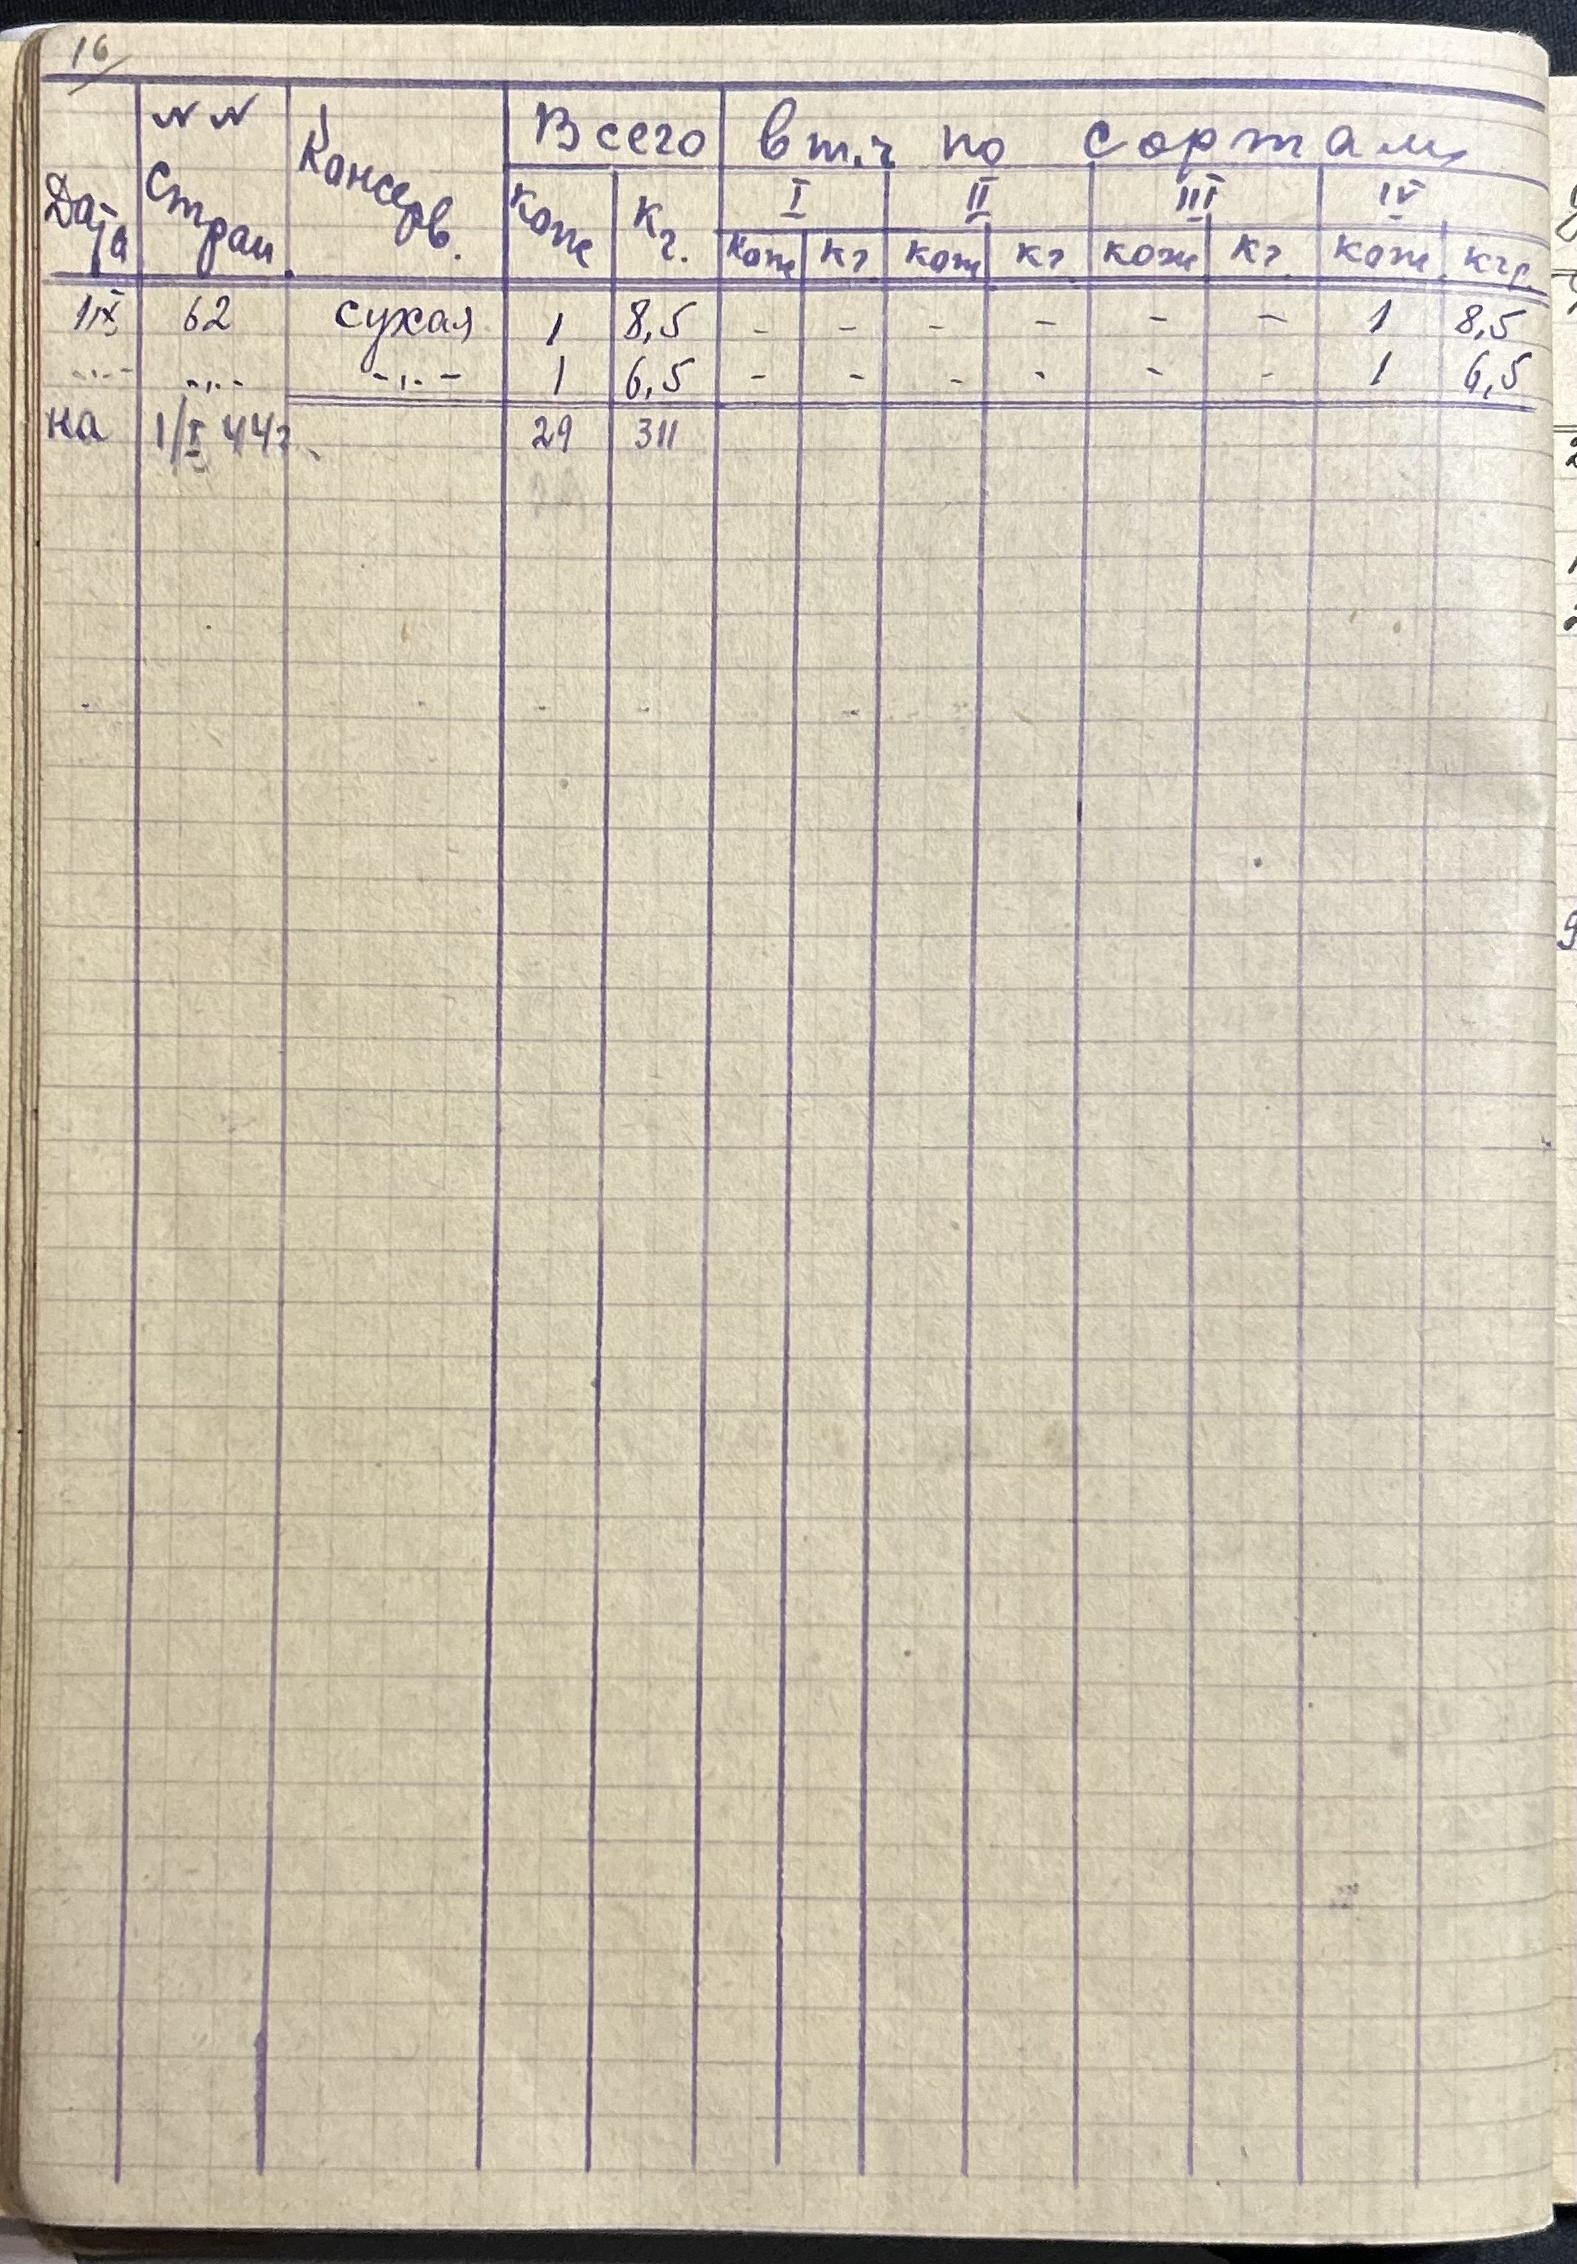 16
Дата №№ Стран. Консерв. Всего в т.ч по сортам
кож кг. I II III IV
кож кг кож кг кож кг. кож кгр.
1/IX 62 сухая 1 8,5 - - - - - - 1 8,5
-"- -"- -"- 1 6,5 - - - - - - 1 6,5
на 1/I 44г. 29 311